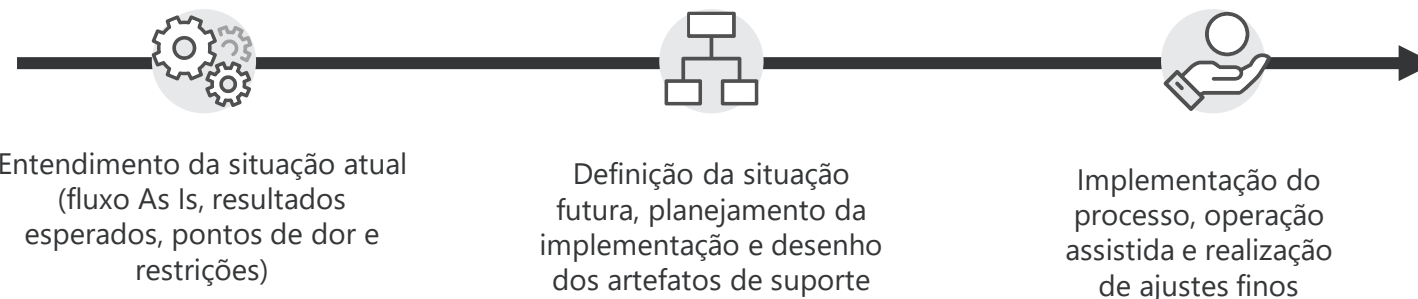 Entendimento da situação atual
(fluxo As Is, resultados
esperados, pontos de dor e
restrições)
Definição da situação
futura, planejamento da
implementação e desenho
dos artefatos de suporte
Implementação do
processo, operação
assistida e realização
de ajustes finos